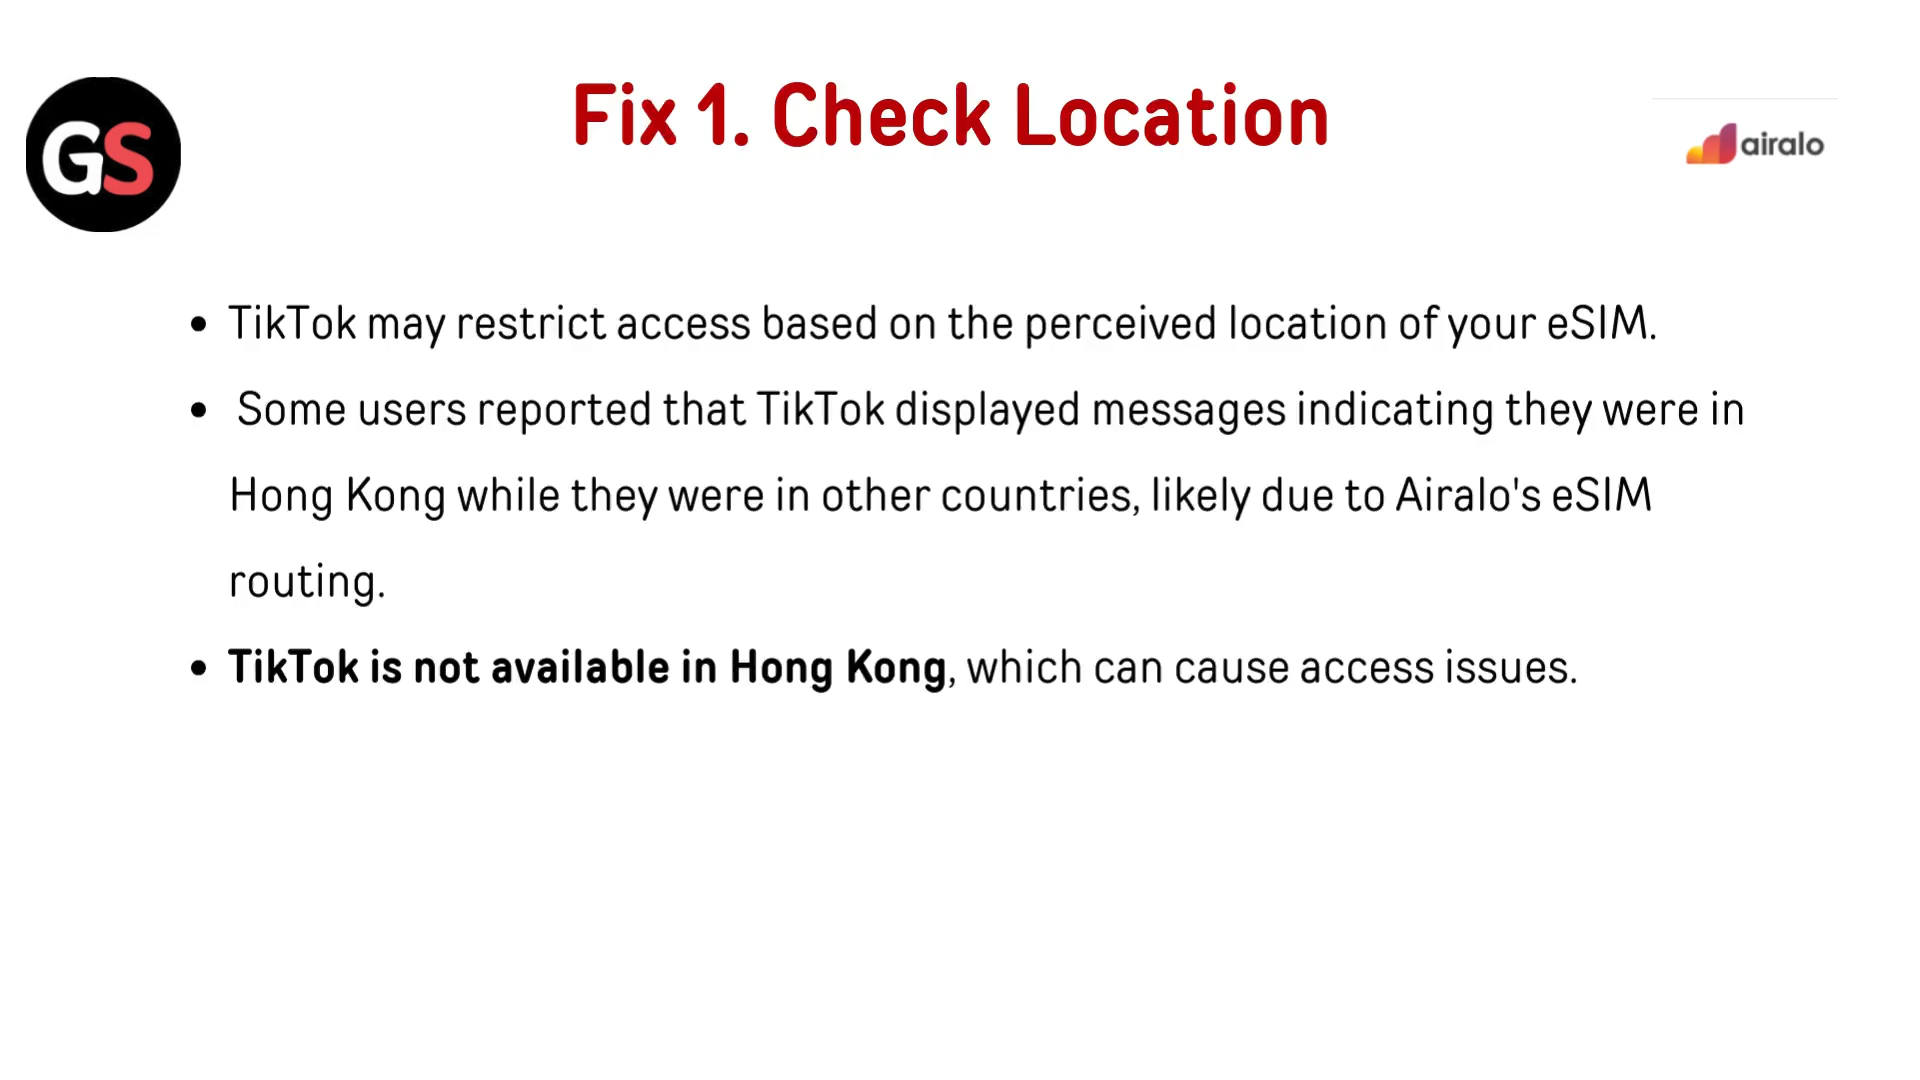 GS
Fix 1. Check Location
airalo
• TikTok may restrict access based on the perceived location of your eSIM.
• Some users reported that TikTok displayed messages indicating they were in
Hong Kong while they were in other countries, likely due to Airalo's eSIM
routing.
• TikTok is not available in Hong Kong, which can cause access issues.